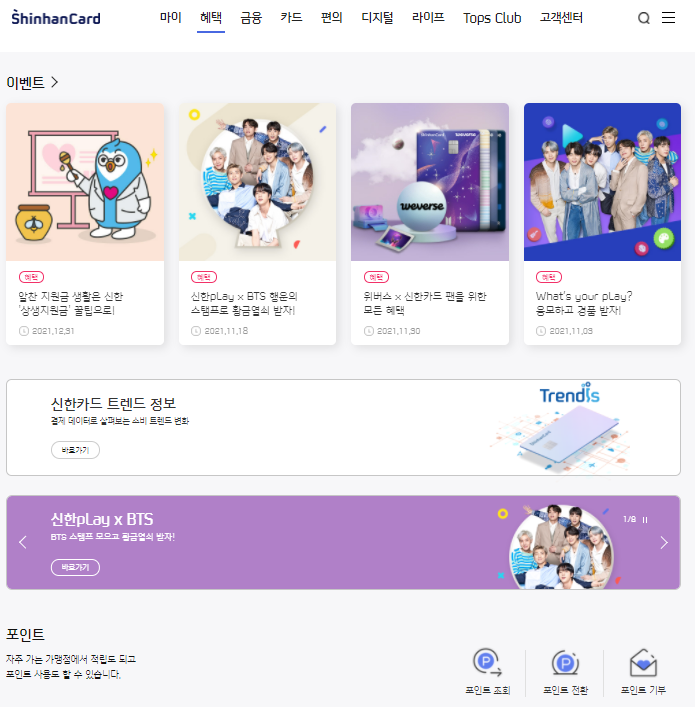 ShinhanCard
마이 혜택 금융 카드 편의 디지털 라이프 Tops Club 고객센터
이벤트
혜택
알찬 지원금 생활은 신한
'상생지원금' 꿀팁으로!
2021.12.31
혜택
신한pLay x BTS 행운의
스탬프로 황금열쇠 받자!
2021.11.18
ShinhanCard
weverse
weverse
혜택
위버스 x 신한카드 팬을 위한
모든 혜택
2021.11.30
혜택
What's your pLay?
응모하고 경품 받자!
2021.11.03
신한카드 트렌드 정보
결제 데이터로 살펴보는 소비 트렌드 변화
바로가기
Trendis
ShinhanCard
신한pLay x BTS
BTS 스탬프 모으고 황금열쇠 받자!
바로가기
1/8
포인트
자주 가는 가맹점에서 적립도 되고
포인트 사용도 할 수 있습니다.
P
포인트 조회
P
포인트 전환
포인트 기부